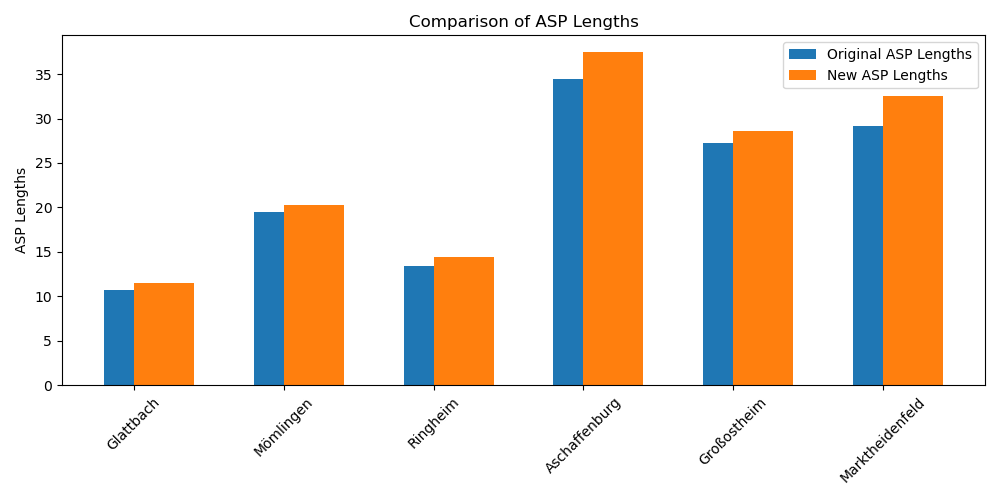 Comparison of ASP Lengths
Original ASP Lengths
New ASP Lengths
ASP Lengths
35
30
25
20
15
10
5
0
Glattbach
Mömlingen
Ringheim
Aschaffenburg
Großostheim
Marktheidenfeld